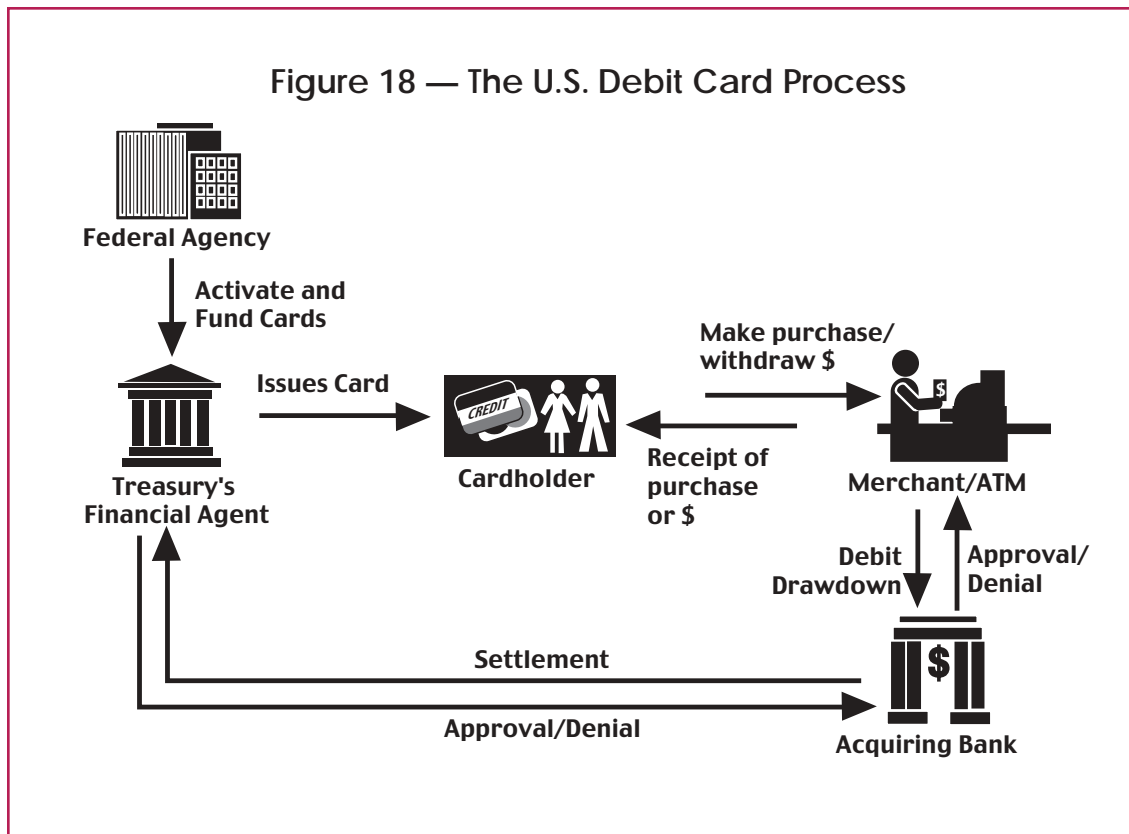 Figure 18 — The U.S. Debit Card Process
Federal Agency
Activate and
Fund Cards
Treasury's
Financial Agent
Issues Card
CREDIT
Cardholder
Make purchase/
withdraw $
Receipt of
purchase
or $
$
Merchant/ATM
Debit
Drawdown
Approval/
Denial
$
Acquiring Bank
Settlement
Approval/Denial